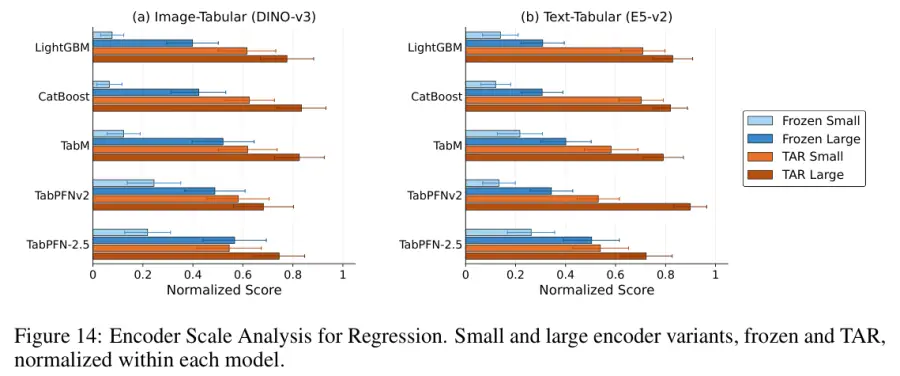 (a) Image-Tabular (DINO-v3)
LightGBM
CatBoost
TabM
TabPFNv2
TabPFN-2.5
0 0.2 0.4 0.6 0.8 1
Normalized Score
(b) Text-Tabular (E5-v2)
LightGBM
CatBoost
TabM
TabPFNv2
TabPFN-2.5
0 0.2 0.4 0.6 0.8 1
Normalized Score
Frozen Small
Frozen Large
TAR Small
TAR Large
Figure 14: Encoder Scale Analysis for Regression. Small and large encoder variants, frozen and TAR,
normalized within each model.